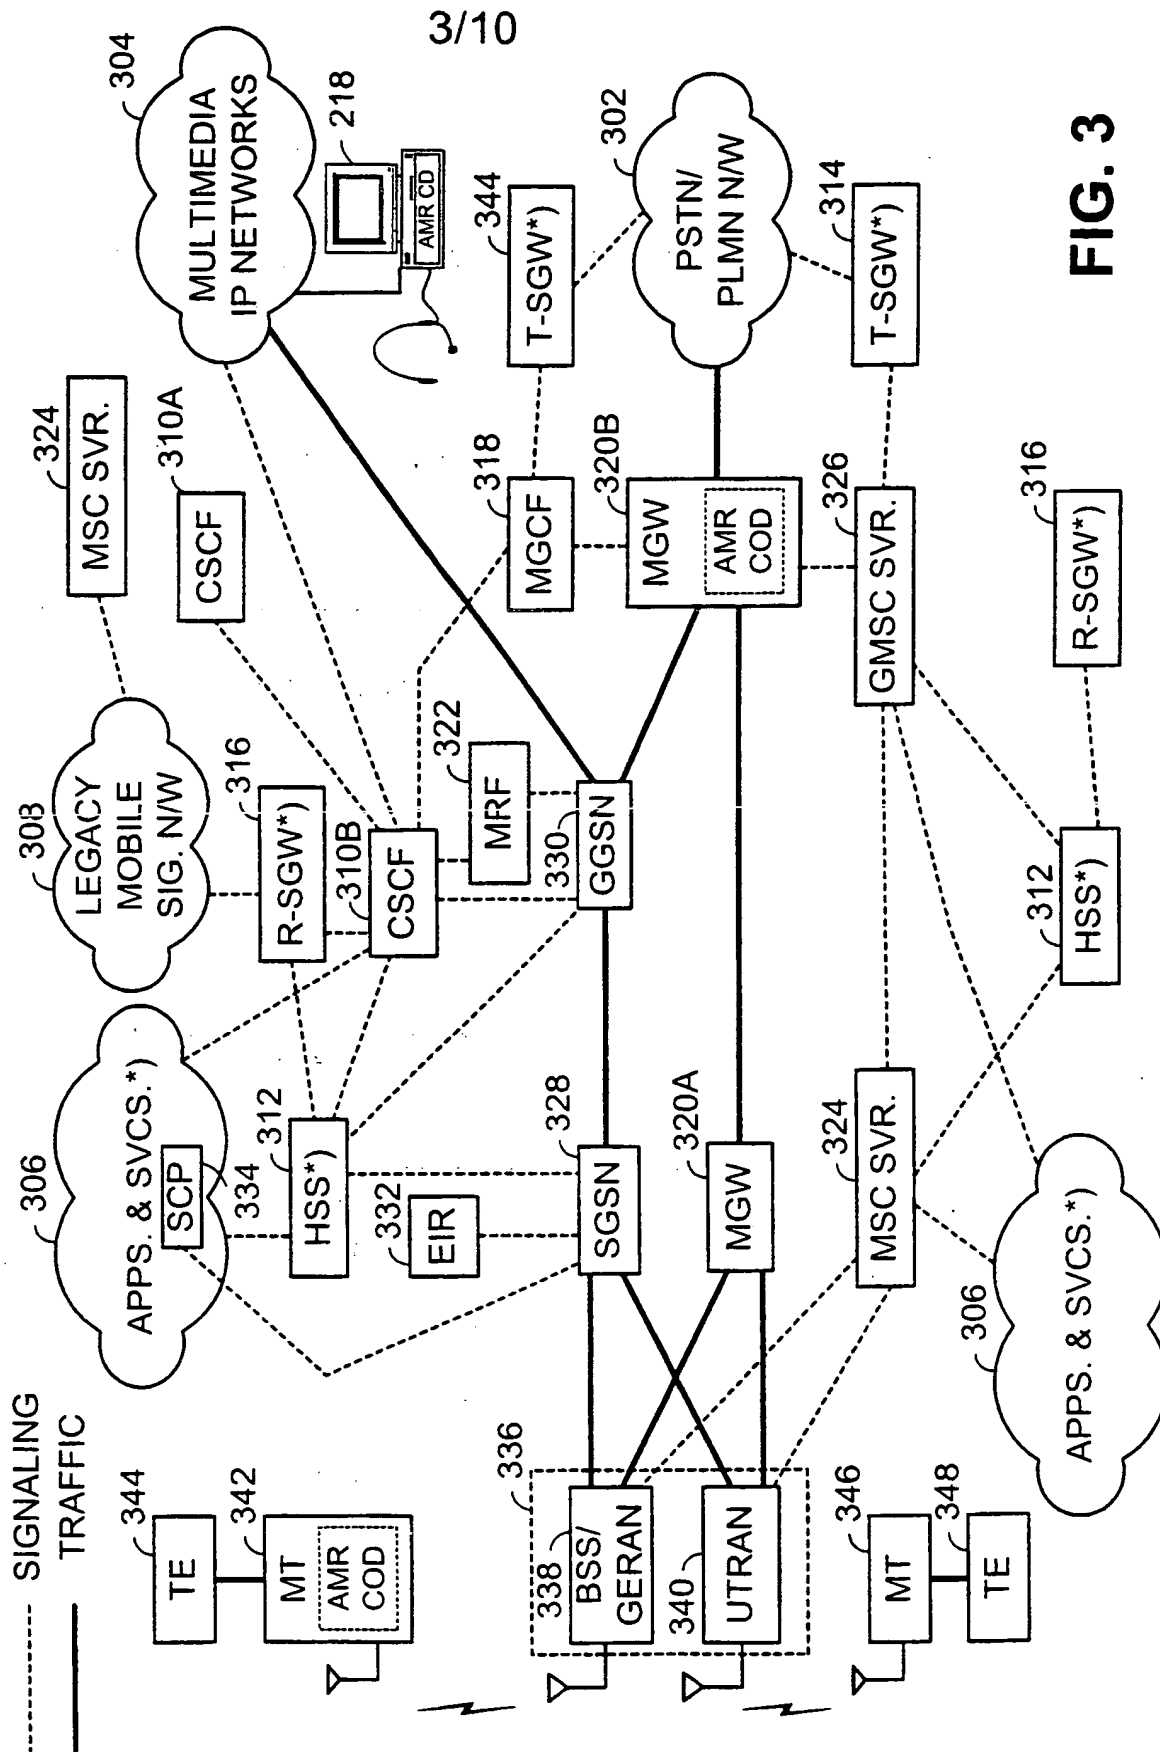 3/10
SIGNALING
TRAFFIC
304
MULTIMEDIA
IP NETWORKS
218
AMR CD
324
MSC SVR.
310A
CSCF
308
LEGACY
MOBILE
SIG. N/W
316
R-SGW*)
310B
CSCF
306
APPS. & SVCS.*)
SCP
334
312
HSS*)
332
EIR
344
TE
342
MT
AMR
COD
322
MRF
330
GGSN
328
SGSN
318
MGCF
344
T-SGW*)
302
PSTN/
PLMN N/W
320B
MGW
AMR
COD
320A
MGW
336
338
BSS/
GERAN
340
UTRAN
314
T-SGW*)
326
GMSC SVR.
324
MSC SVR.
346
MT
348
TE
316
R-SGW*)
312
HSS*)
306
APPS. & SVCS.*)
FIG. 3